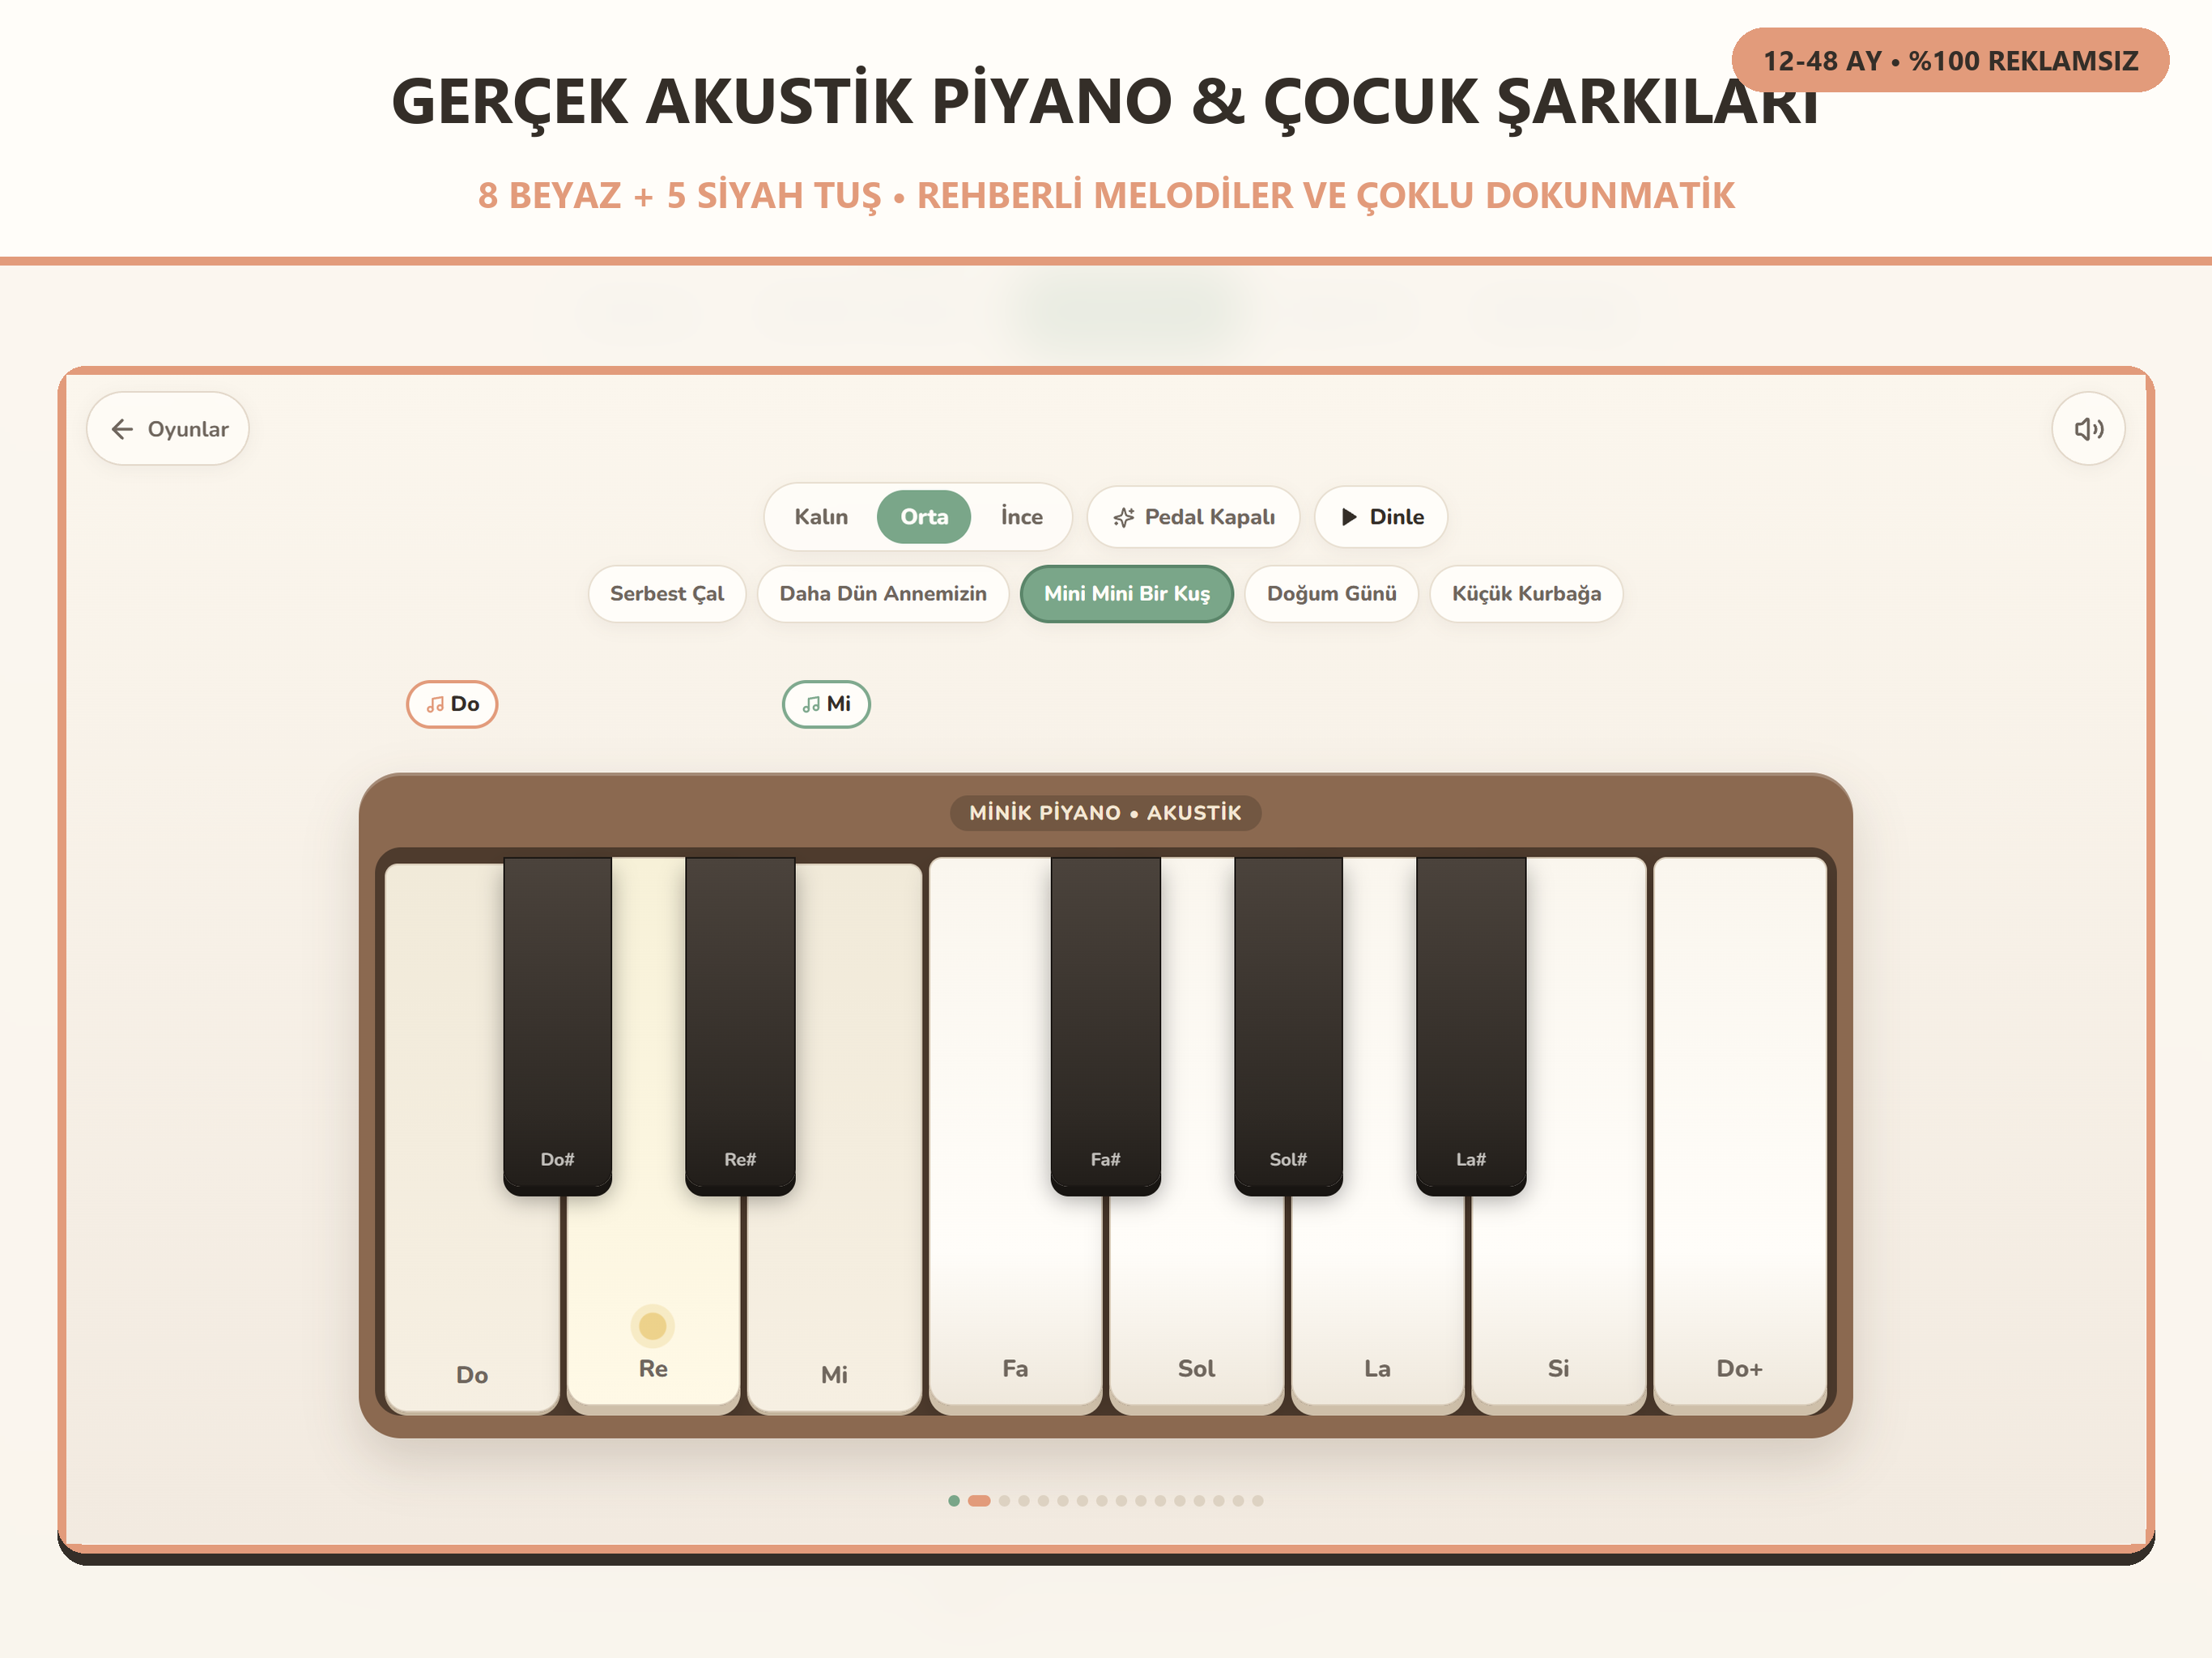 12-48 AY • %100 REKLAMSIZ
GERÇEK AKUSTİK PİYANO & ÇOCUK ŞARKILARI
8 BEYAZ + 5 SİYAH TUŞ • REHBERLİ MELODİLER VE ÇOKLU DOKUNMATİK
Oyunlar
Kalın Orta İnce Pedal Kapalı Dinle
Serbest Çal Daha Dün Annemizin Mini Mini Bir Kuş Doğum Günü Küçük Kurbağa
Do Mi
MİNİK PİYANO • AKUSTİK
Do# Re# Fa# Sol# La#
Do Re Mi Fa Sol La Si Do+